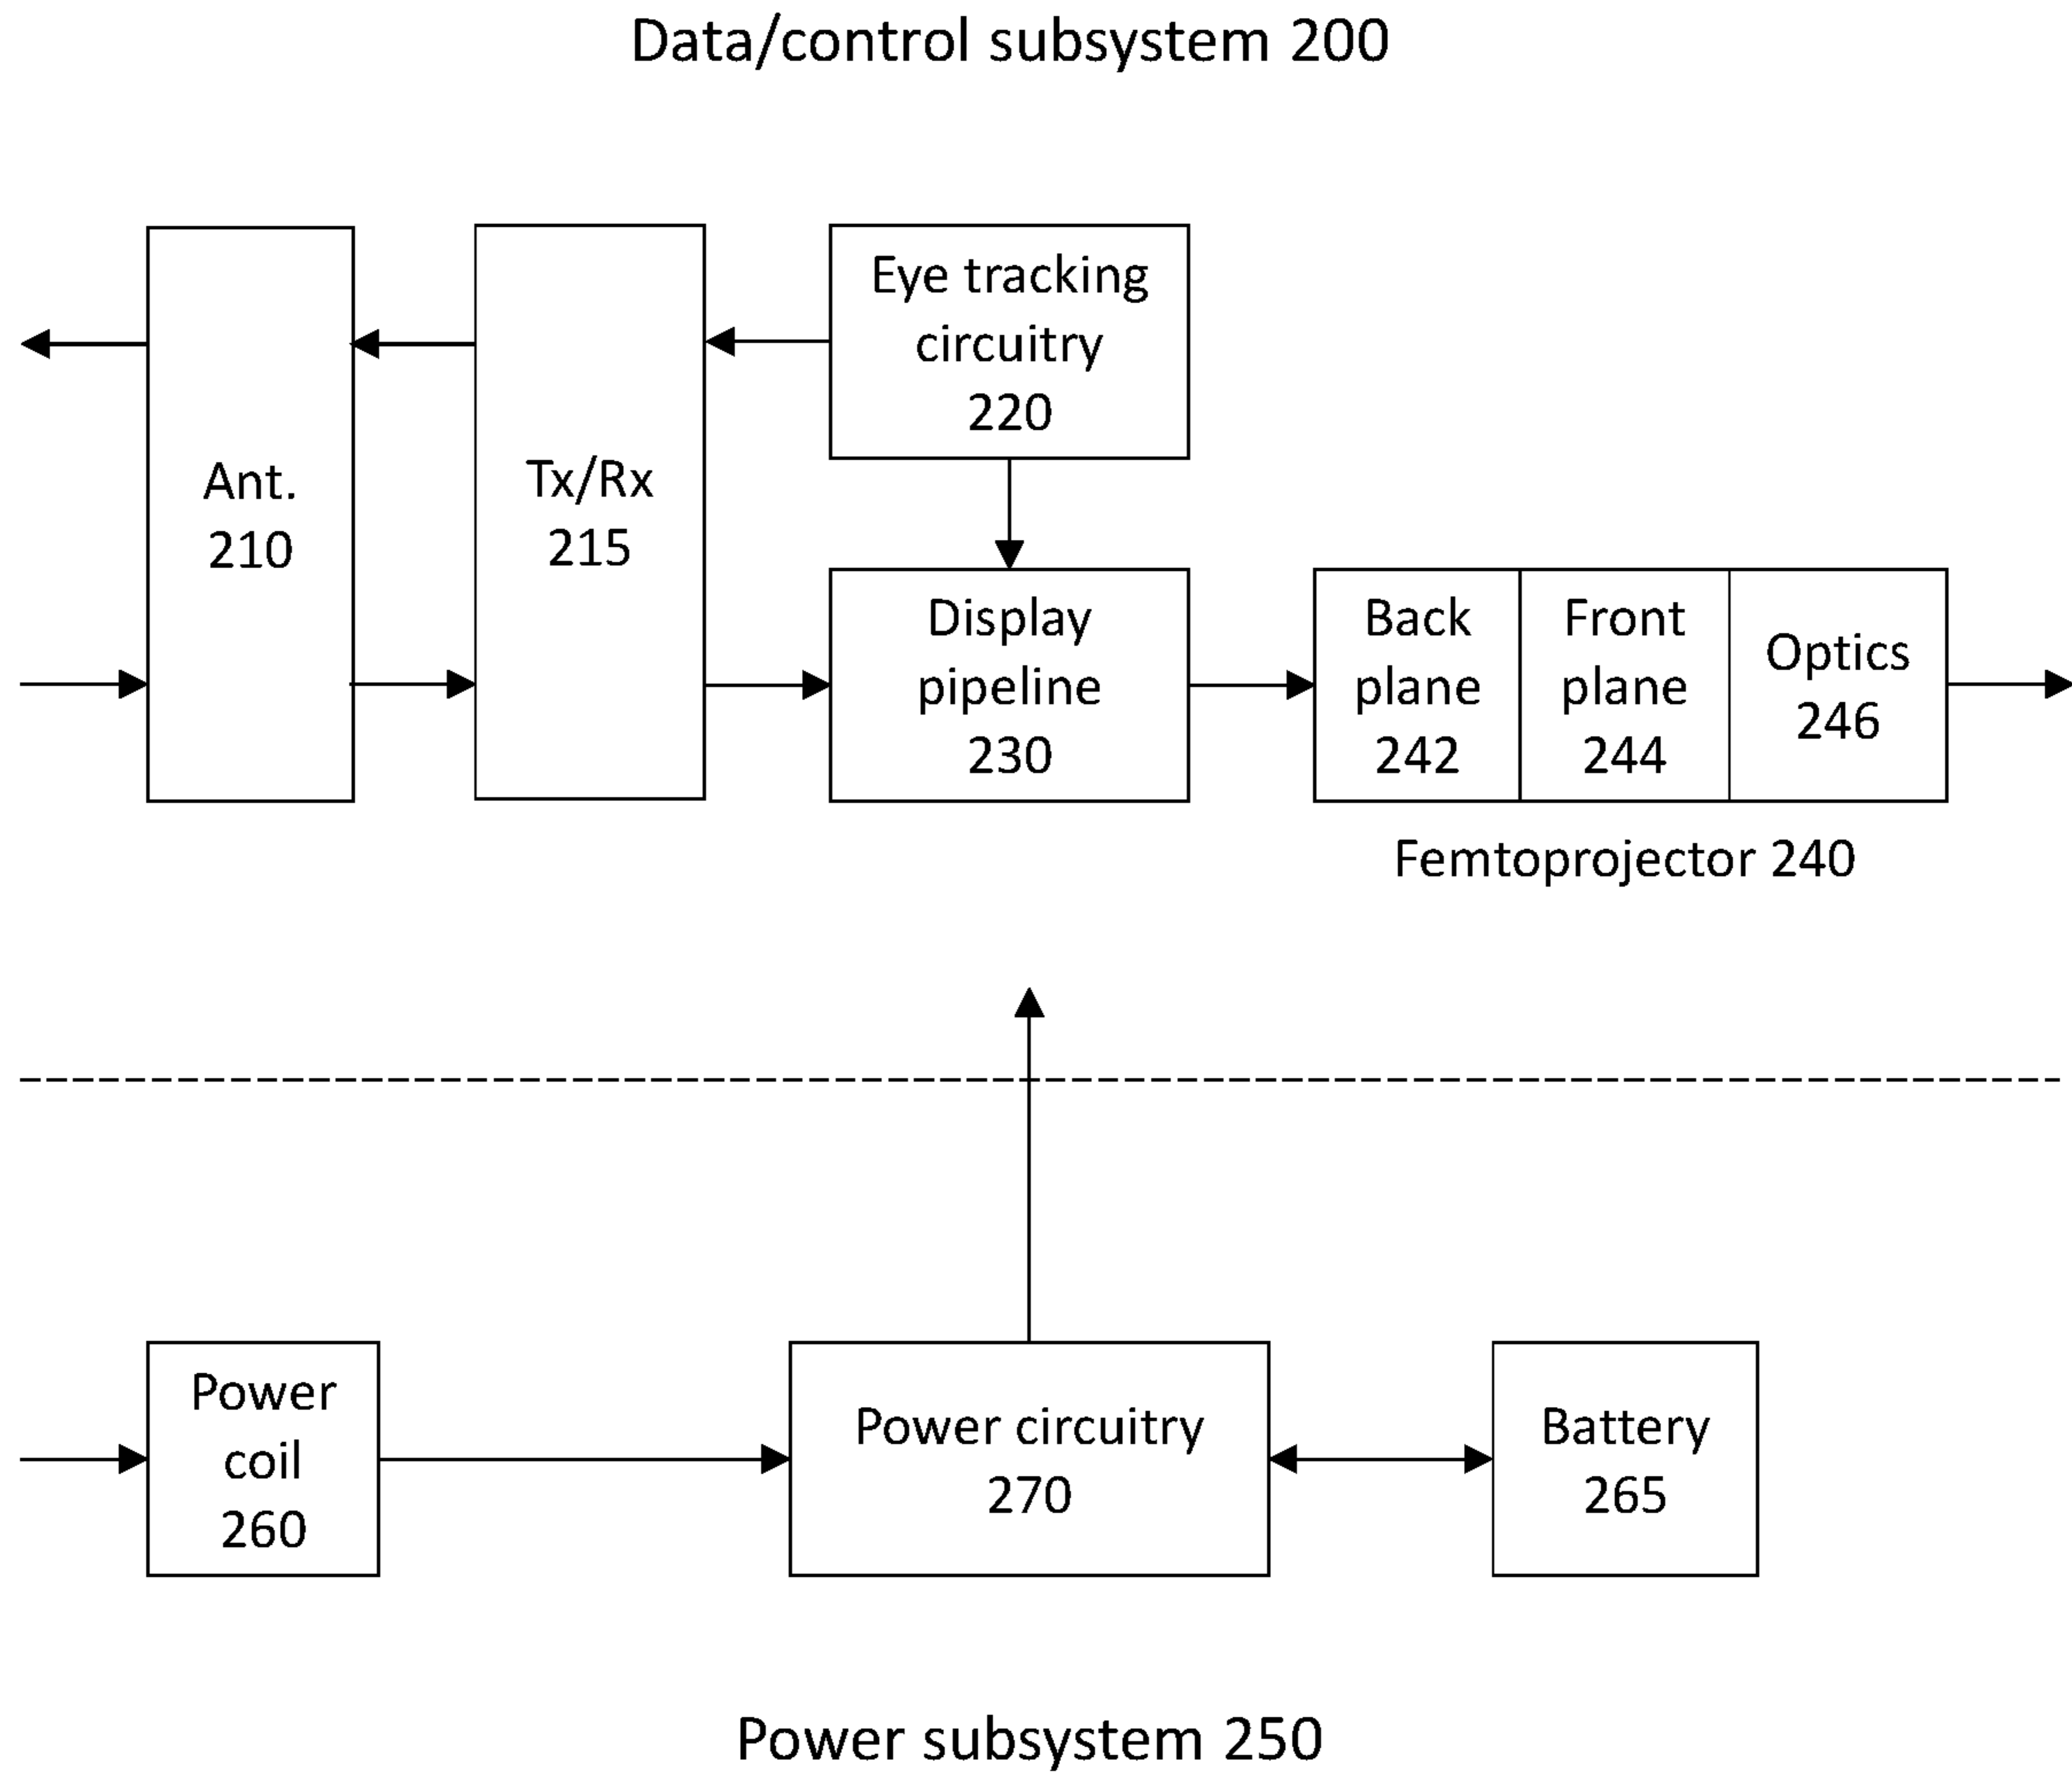 Data/control subsystem 200
Ant.
210
Tx/Rx
215
Eye tracking
circuitry
220
Display
pipeline
230
Back
plane
242
Front
plane
244
Optics
246
Femtoprojector 240
Power
coil
260
Power circuitry
270
Battery
265
Power subsystem 250